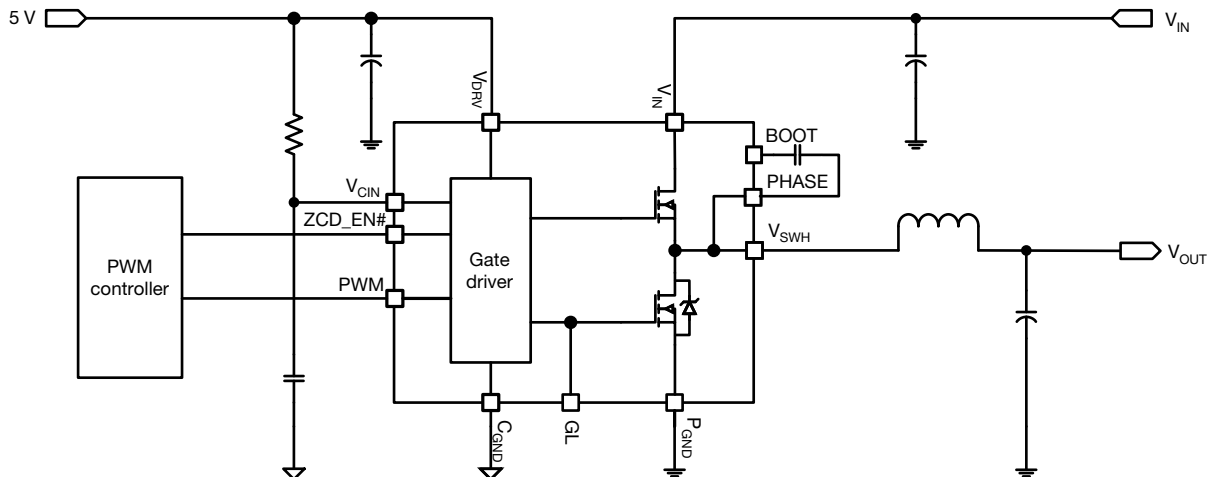 5 V
V_IN
V_DRV
V_IN
BOOT
PHASE
V_CIN
ZCD_EN#
V_SWH
PWM
controller
Gate
driver
V_OUT
PWM
C_GND
GL
P_GND